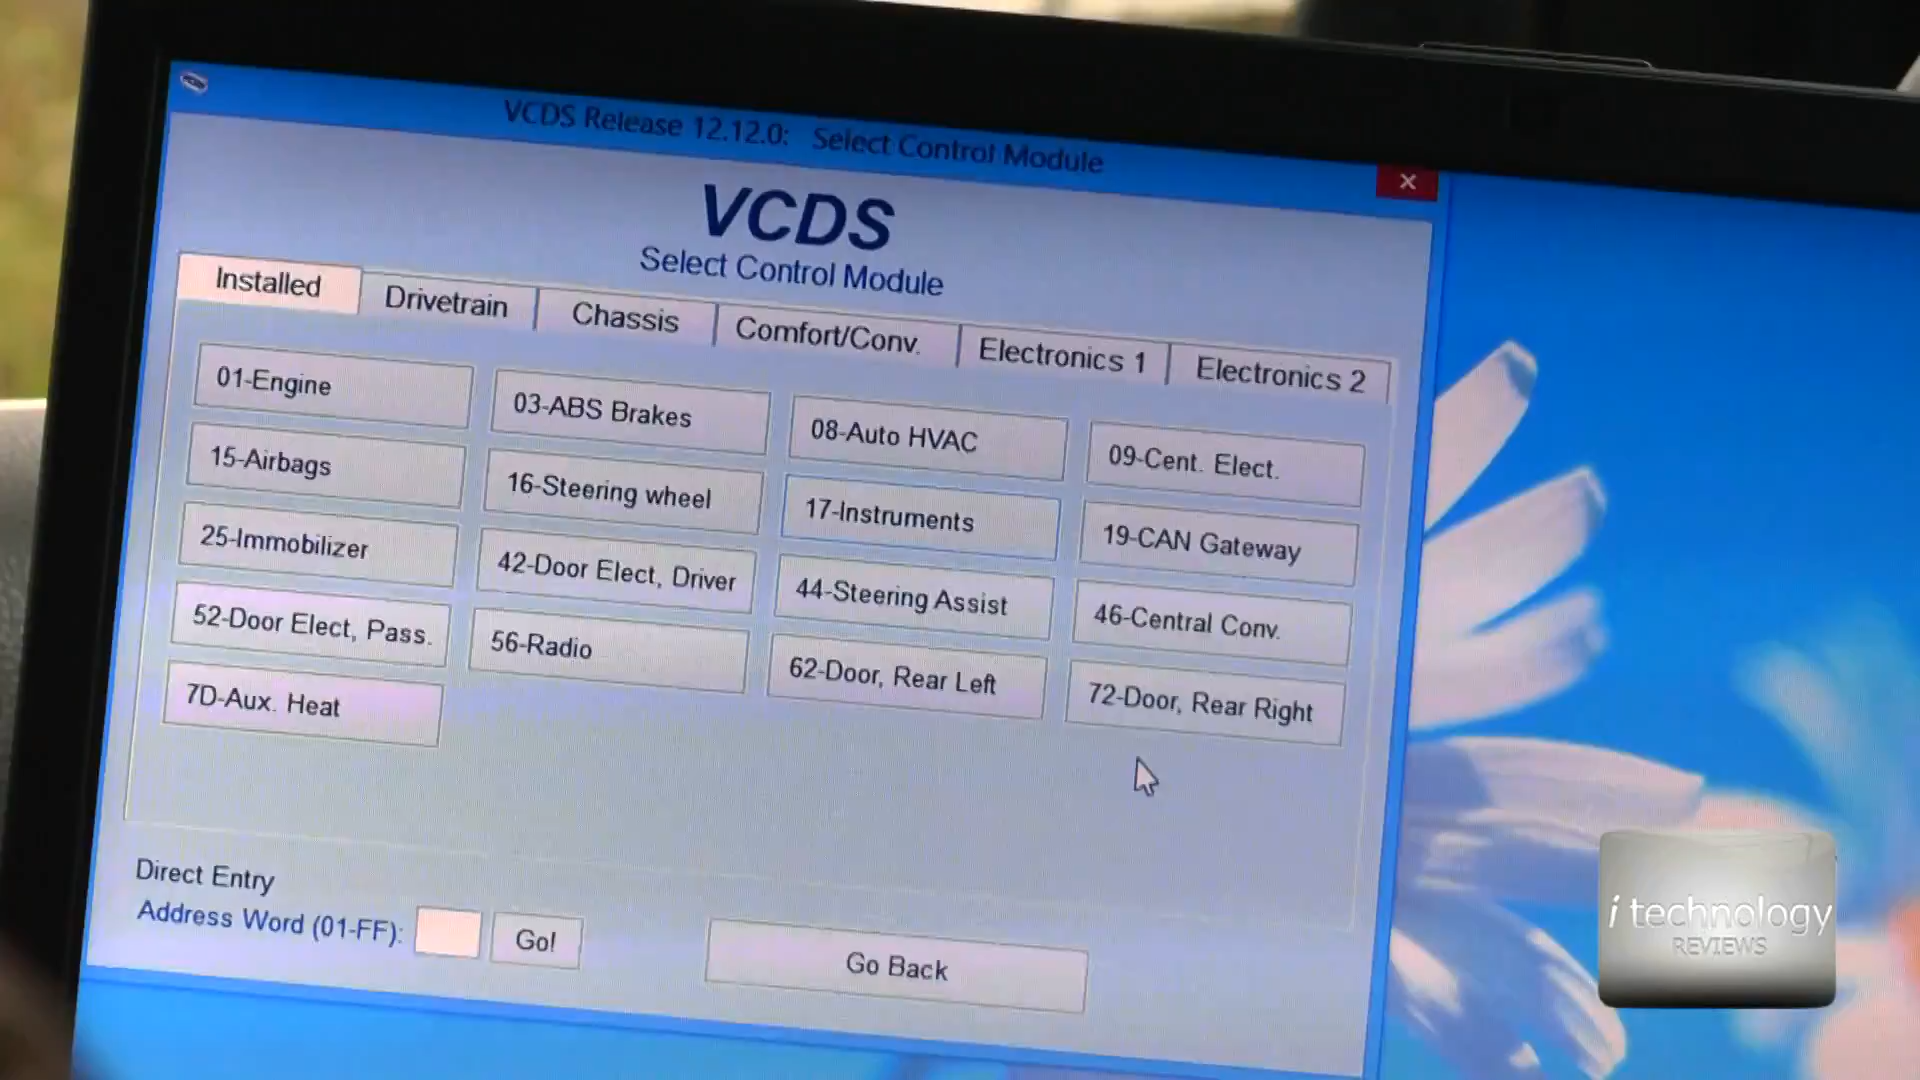 VCDS Release 12.12.0: Select Control Module
VCDS
Select Control Module
Installed
Drivetrain
Chassis
Comfort/Conv.
Electronics 1
Electronics 2
01-Engine
03-ABS Brakes
08-Auto HVAC
09-Cent. Elect.
15-Airbags
16-Steering wheel
17-Instruments
19-CAN Gateway
25-Immobilizer
42-Door Elect, Driver
44-Steering Assist
46-Central Conv.
52-Door Elect, Pass.
56-Radio
62-Door, Rear Left
72-Door, Rear Right
7D-Aux. Heat
Direct Entry
Address Word (01-FF):
Go!
Go Back
i technology
REVIEWS